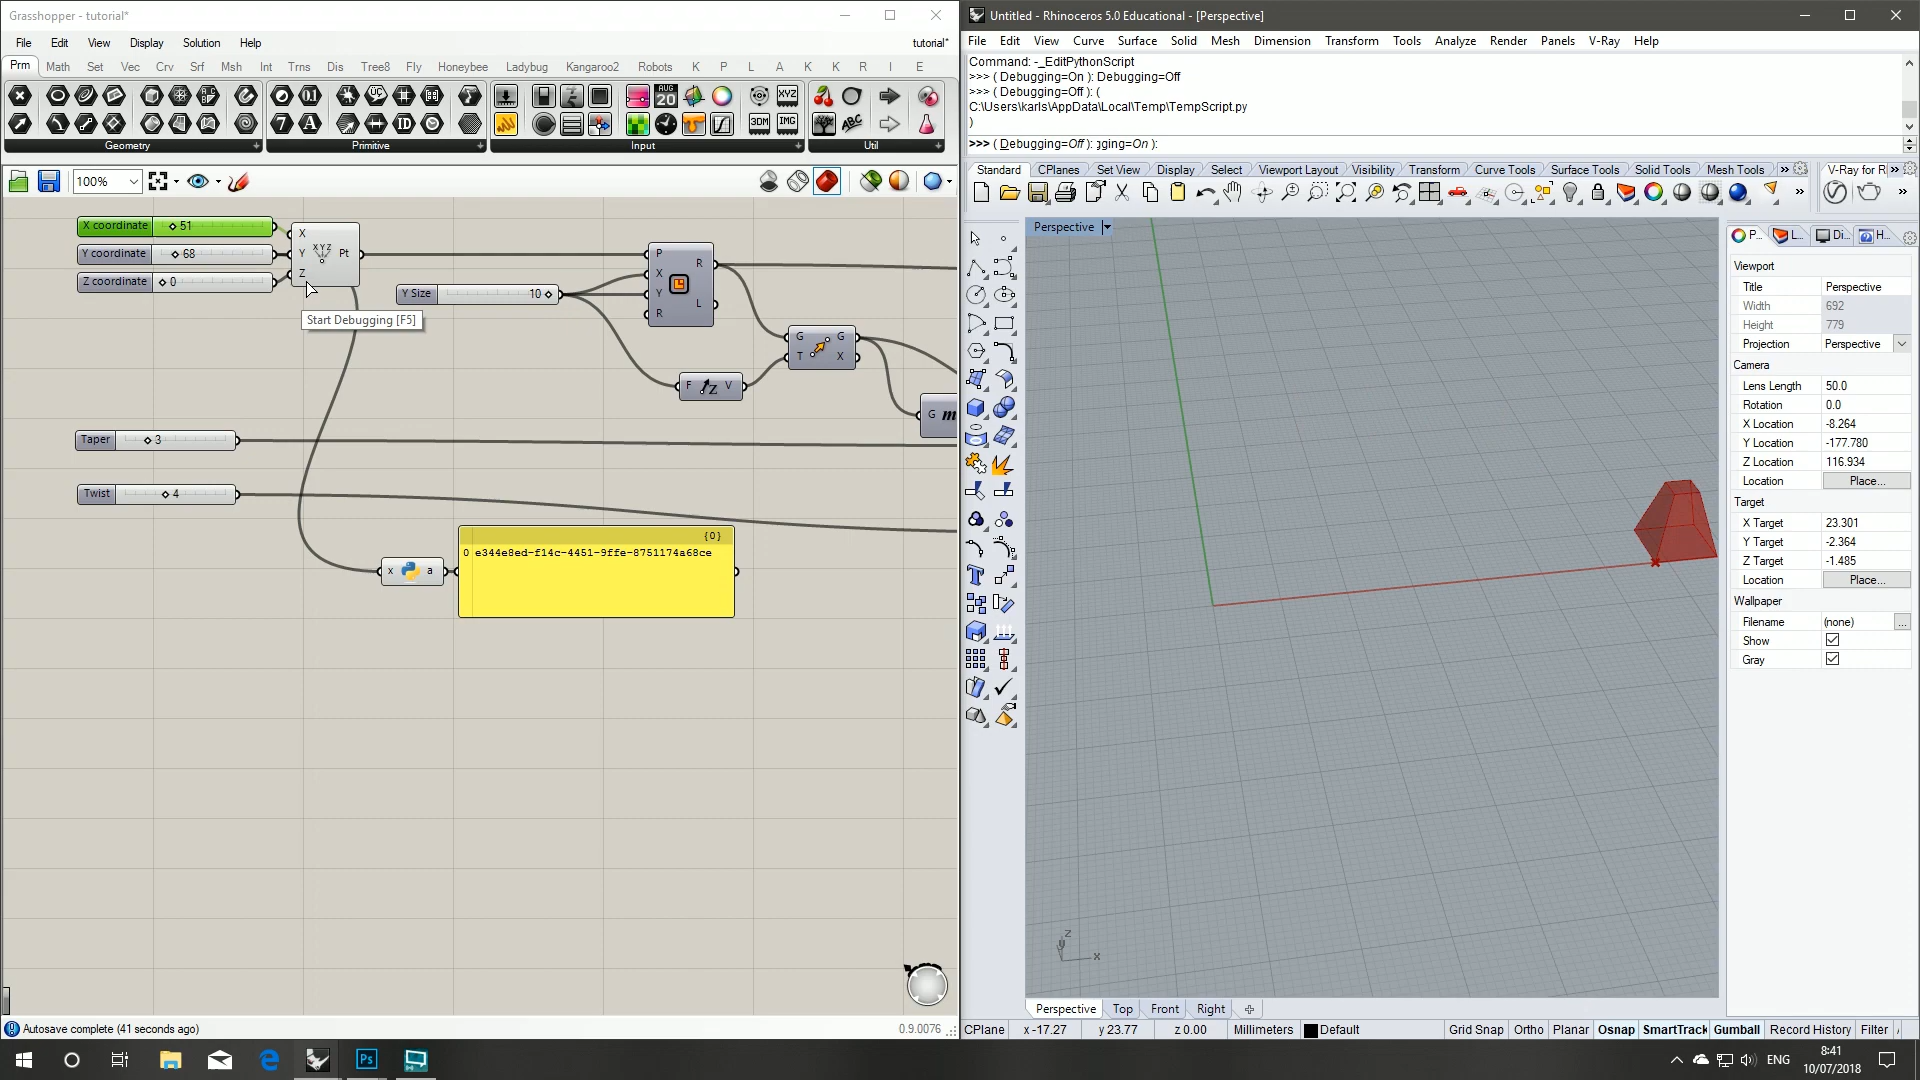 Grasshopper - tutorial*
File Edit View Display Solution Help tutorial*
Prm Math Set Vec Crv Srf Msh Int Trns Dis Tree8 Fly Honeybee Ladybug Kangaroo2 Robots K P L A K K R I E
Geometry Primitive Input Util
100%
X coordinate 51
Y coordinate 68
Z coordinate 0
X
Y
Z
XYZ
Pt
Start Debugging [F5]
Y Size 10
P
X
Y
R
R
L
G
T
G
X
F Z V
G m
Taper 3
Twist 4
x a
{0}
0 e344e8ed-f14c-4451-9ffe-8751174a68ce
Autosave complete (41 seconds ago)
0.9.0076
Untitled - Rhinoceros 5.0 Educational - [Perspective]
File Edit View Curve Surface Solid Mesh Dimension Transform Tools Analyze Render Panels V-Ray Help
Command: -_EditPythonScript
>>> ( Debugging=On ): Debugging=Off
>>> ( Debugging=Off ): (
C:\Users\karls\AppData\Local\Temp\TempScript.py
)
>>> ( Debugging=Off ): gging=On ):
Standard CPlanes Set View Display Select Viewport Layout Visibility Transform Curve Tools Surface Tools Solid Tools Mesh Tools » V-Ray for R »
Perspective
P... L... Di... H...
Viewport
Title Perspective
Width 692
Height 779
Projection Perspective
Camera
Lens Length 50.0
Rotation 0.0
X Location -8.264
Y Location -177.780
Z Location 116.934
Location Place...
Target
X Target 23.301
Y Target -2.364
Z Target -1.485
Location Place...
Wallpaper
Filename (none) ...
Show
Gray
z
y
x
Perspective Top Front Right
CPlane x -17.27 y 23.77 z 0.00 Millimeters Default Grid Snap Ortho Planar Osnap SmartTrack Gumball Record History Filter
Ps
ENG
8:41
10/07/2018